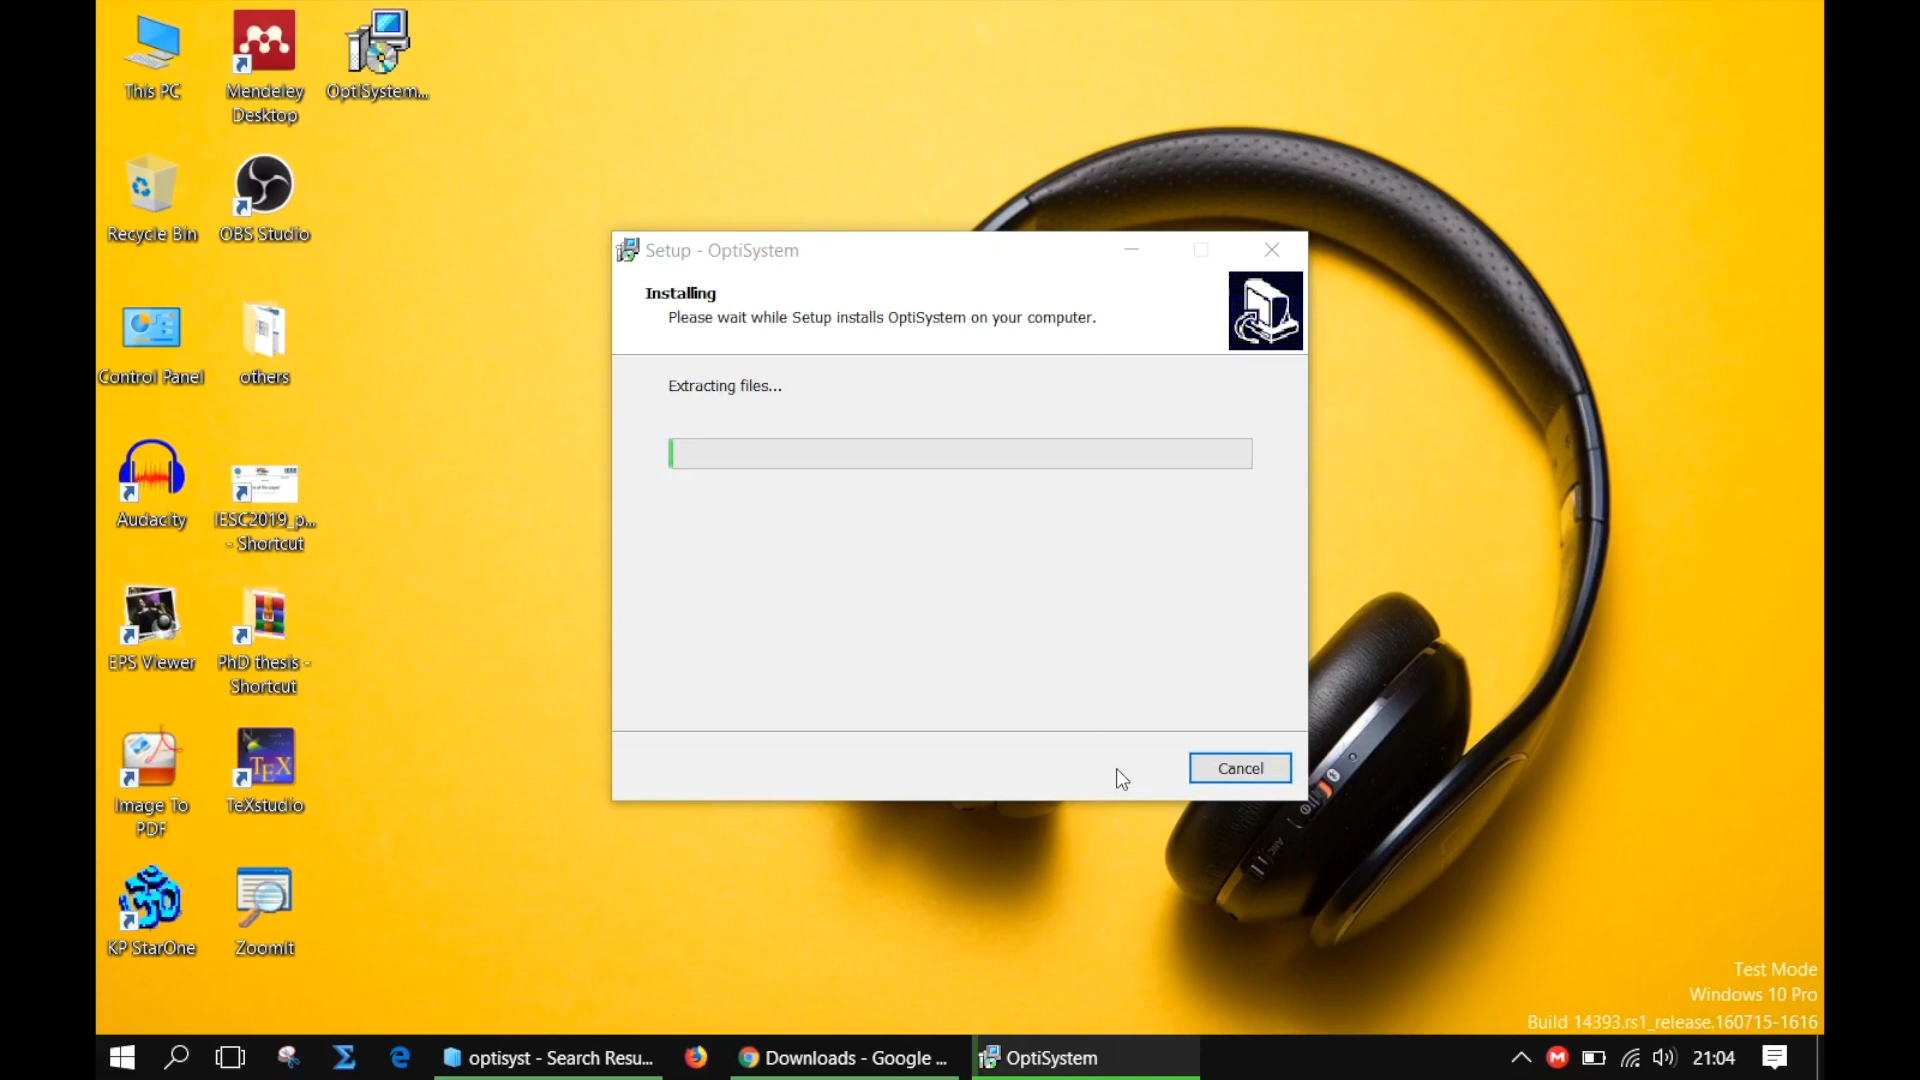 This PC
Mendeley
Desktop
OptiSystem...
Recycle Bin
OBS Studio
Control Panel
others
Audacity
IESC2019_p...
- Shortcut
EPS Viewer
PhD thesis -
Shortcut
Image To
PDF
TeXstudio
KP StarOne
ZoomIt
Setup - OptiSystem
Installing
Please wait while Setup installs OptiSystem on your computer.
Extracting files...
Cancel
Test Mode
Windows 10 Pro
Build 14393.rs1_release.160715-1616
optisyst - Search Resu...
Downloads - Google ...
OptiSystem
21:04